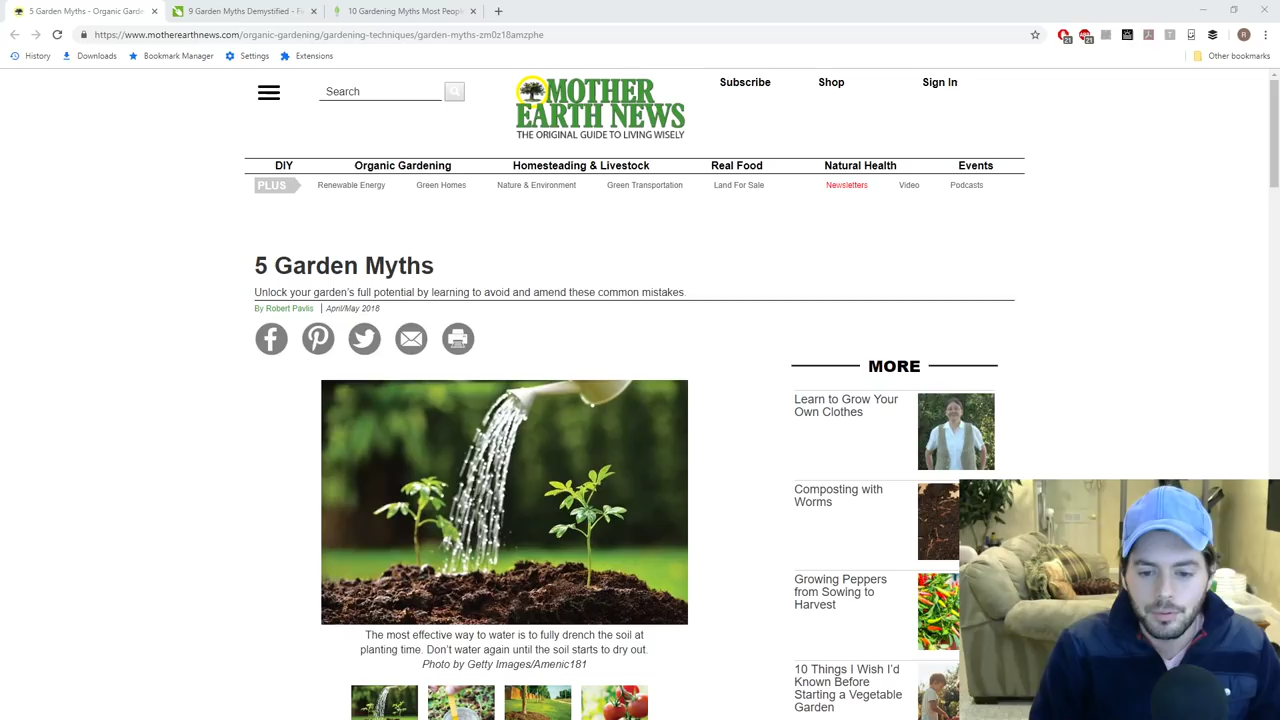 5 Garden Myths - Organic Garde
9 Garden Myths Demystified - F
10 Gardening Myths Most People
https://www.motherearthnews.com/organic-gardening/gardening-techniques/garden-myths-zm0z18amzphe
21
21
R
History
Downloads
Bookmark Manager
Settings
Extensions
Other bookmarks
Search
MOTHER
EARTH NEWS
THE ORIGINAL GUIDE TO LIVING WISELY
Subscribe
Shop
Sign In
DIY
Organic Gardening
Homesteading & Livestock
Real Food
Natural Health
Events
PLUS
Renewable Energy
Green Homes
Nature & Environment
Green Transportation
Land For Sale
Newsletters
Video
Podcasts
5 Garden Myths
Unlock your garden's full potential by learning to avoid and amend these common mistakes.
By Robert Pavlis | April/May 2018
The most effective way to water is to fully drench the soil at
planting time. Don't water again until the soil starts to dry out.
Photo by Getty Images/Amenic181
MORE
Learn to Grow Your
Own Clothes
Composting with
Worms
Growing Peppers
from Sowing to
Harvest
10 Things I Wish I'd
Known Before
Starting a Vegetable
Garden